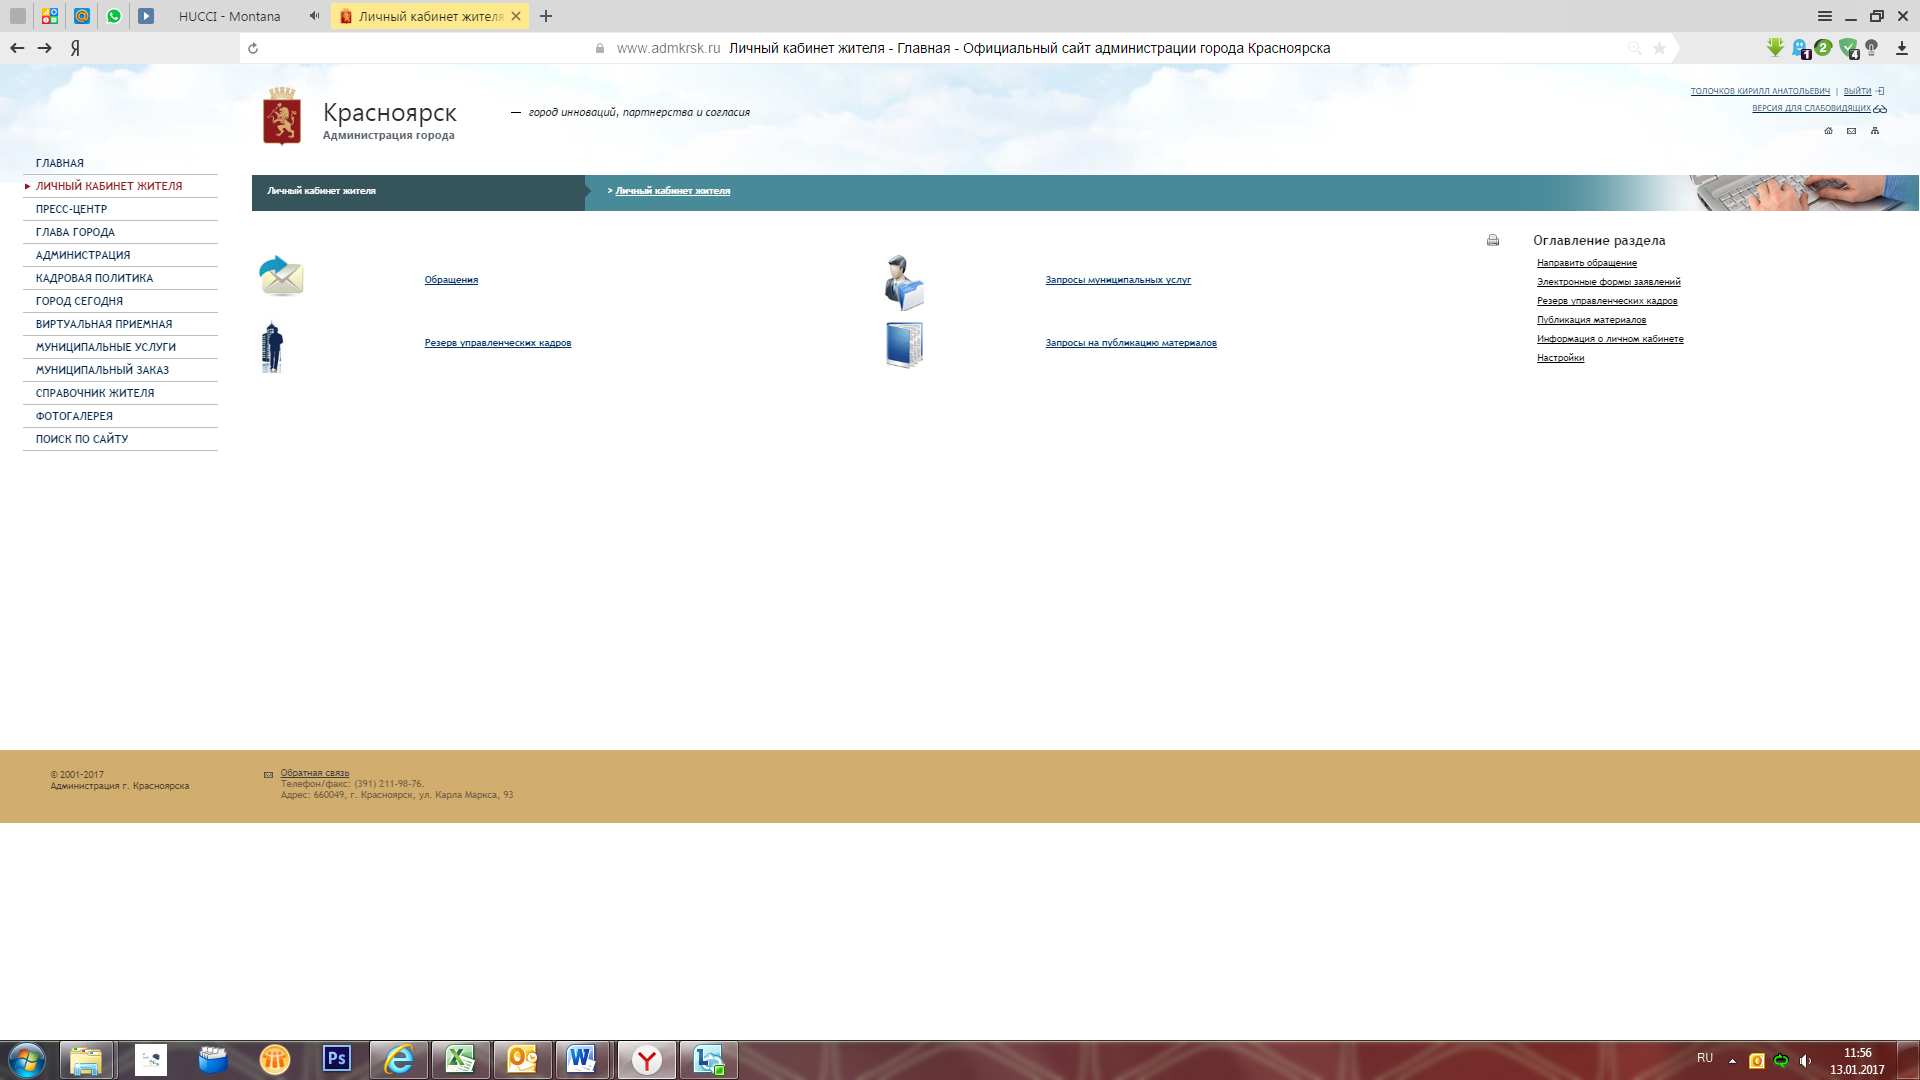 HUCCI - Montana
Личный кабинет жителя
Я
www.admkrsk.ru Личный кабинет жителя - Главная - Официальный сайт администрации города Красноярска
1
2
4
Красноярск
Администрация города
— город инноваций, партнерства и согласия
ТОЛОЧКОВ КИРИЛЛ АНАТОЛЬЕВИЧ | ВЫЙТИ
ВЕРСИЯ ДЛЯ СЛАБОВИДЯЩИХ
ГЛАВНАЯ
ЛИЧНЫЙ КАБИНЕТ ЖИТЕЛЯ
ПРЕСС-ЦЕНТР
ГЛАВА ГОРОДА
АДМИНИСТРАЦИЯ
КАДРОВАЯ ПОЛИТИКА
ГОРОД СЕГОДНЯ
ВИРТУАЛЬНАЯ ПРИЕМНАЯ
МУНИЦИПАЛЬНЫЕ УСЛУГИ
МУНИЦИПАЛЬНЫЙ ЗАКАЗ
СПРАВОЧНИК ЖИТЕЛЯ
ФОТОГАЛЕРЕЯ
ПОИСК ПО САЙТУ
Личный кабинет жителя
> Личный кабинет жителя
Обращения
Запросы муниципальных услуг
Резерв управленческих кадров
Запросы на публикацию материалов
Оглавление раздела
Направить обращение
Электронные формы заявлений
Резерв управленческих кадров
Публикация материалов
Информация о личном кабинете
Настройки
© 2001-2017
Администрация г. Красноярска
Обратная связь
Телефон/факс: (391) 211-98-76.
Адрес: 660049, г. Красноярск, ул. Карла Маркса, 93
Ps
RU
11:56
13.01.2017